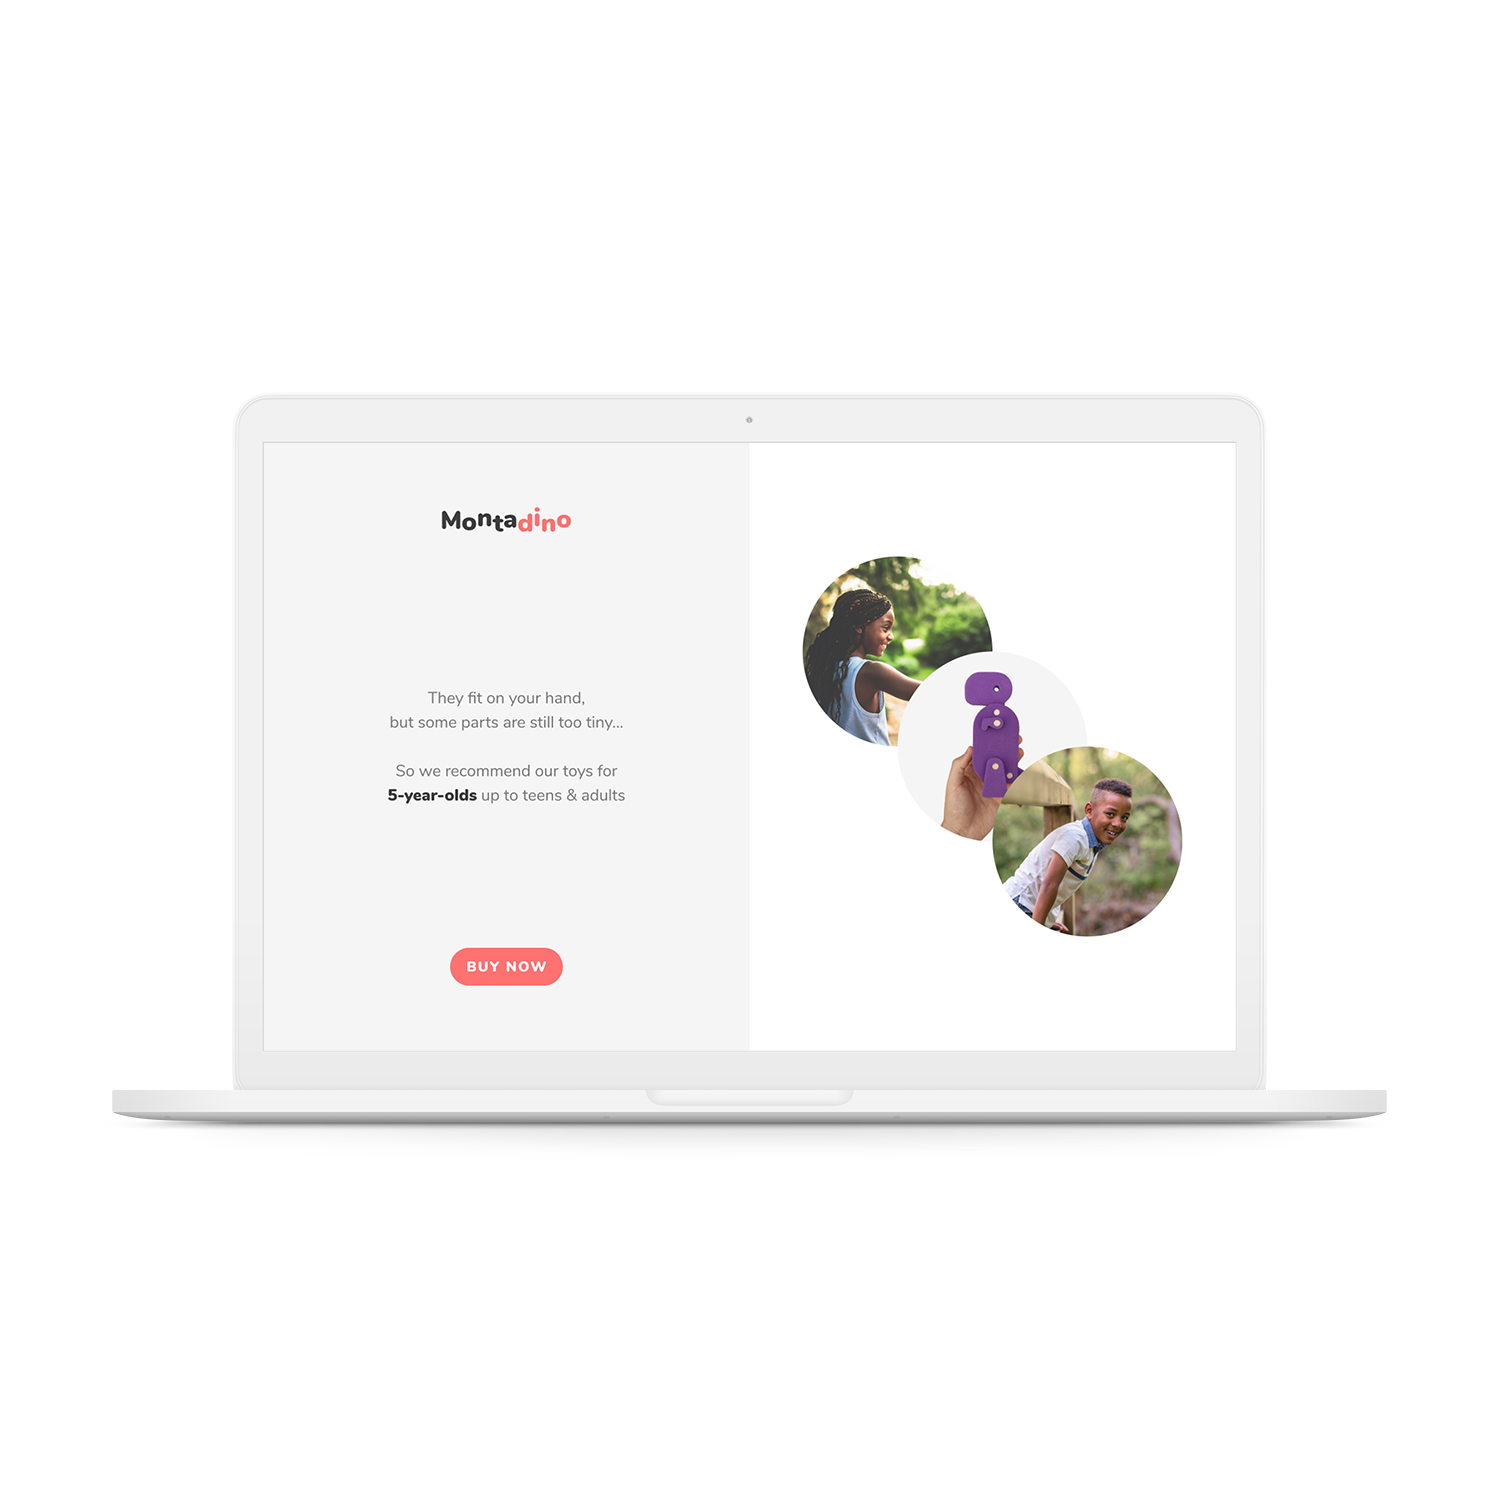 Montadino
They fit on your hand,
but some parts are still too tiny...
So we recommend our toys for
5-year-olds up to teens & adults
BUY NOW